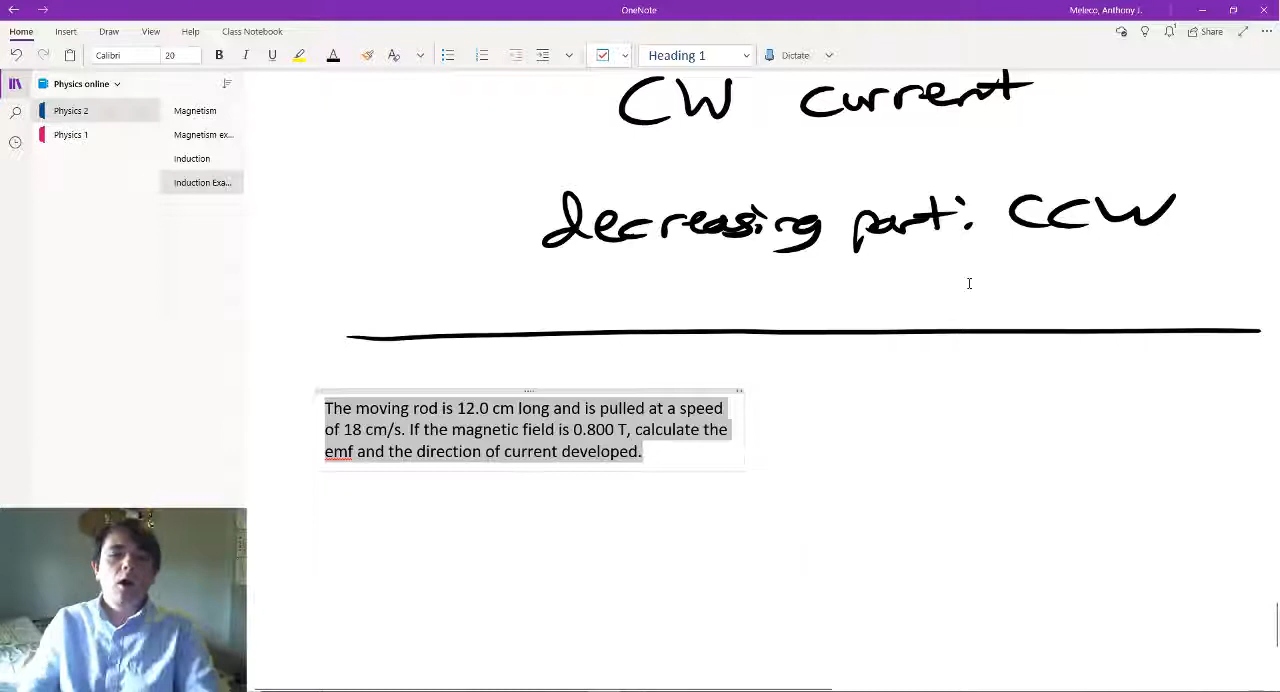 OneNote
Meleco, Anthony J.
Home Insert Draw View Help Class Notebook
Share
Calibri 20 B I U A Heading 1 Dictate
Physics online
Physics 2 Magnetism
Physics 1 Magnetism ex...
Induction
Induction Exa...
CW current
decreasing part: CCW
The moving rod is 12.0 cm long and is pulled at a speed
of 18 cm/s. If the magnetic field is 0.800 T, calculate the
emf and the direction of current developed.